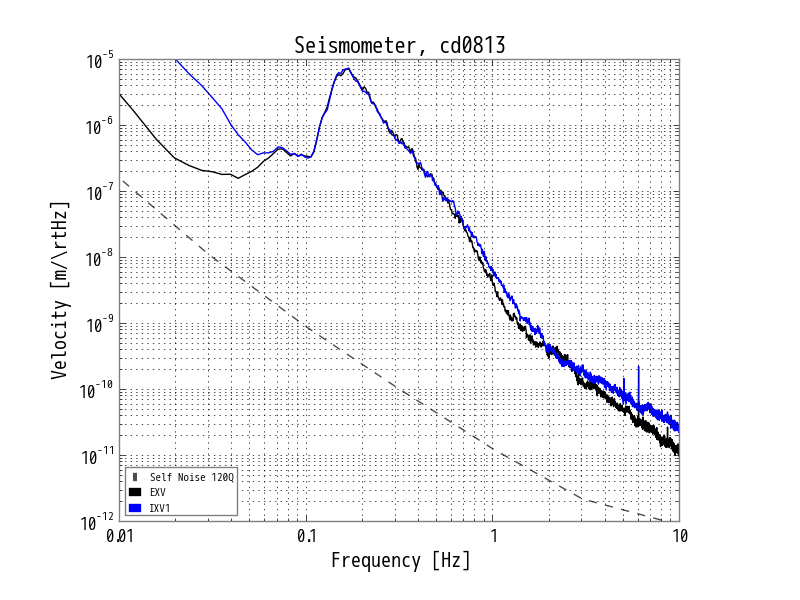 Seismometer, cd0813
10^-5
10^-6
10^-7
10^-8
10^-9
10^-10
10^-11
10^-12
Velocity [m/\rtHz]
Self Noise 120Q
EXV
IXV1
0.01 0.1 1 10
Frequency [Hz]